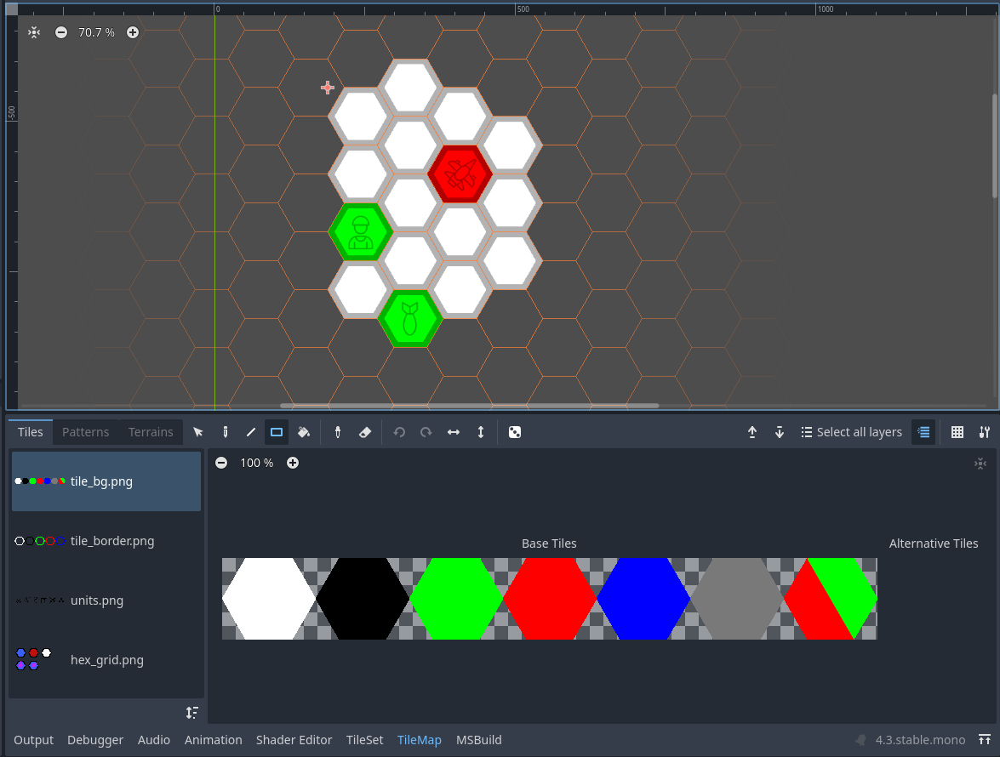 0
500
1000
70.7 %
500
Tiles
Patterns
Terrains
Select all layers
100 %
tile_bg.png
tile_border.png
units.png
hex_grid.png
Base Tiles
Alternative Tiles
Output
Debugger
Audio
Animation
Shader Editor
TileSet
TileMap
MSBuild
4.3.stable.mono